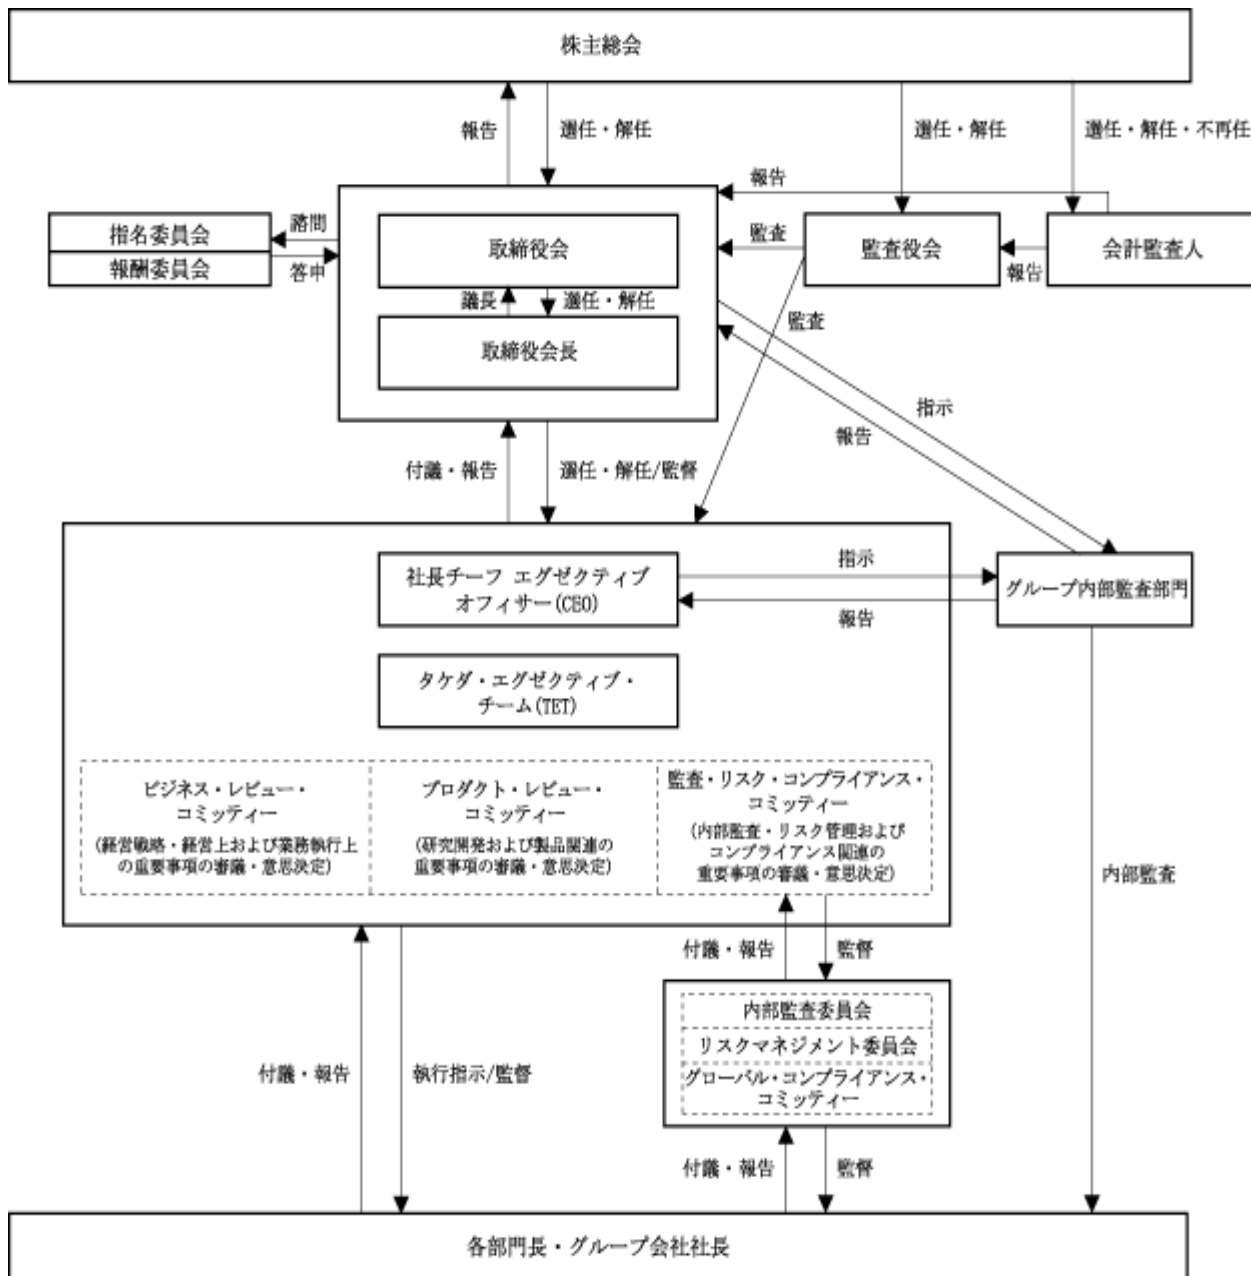 株主総会
報告
選任・解任
選任・解任
選任・解任・不再任
報告
指名委員会
報酬委員会
諮問
答申
取締役会
議長
選任・解任
取締役会長
監査
監査役会
報告
会計監査人
監査
指示
報告
付議・報告
選任・解任/監督
社長チーフ エグゼクティブ
オフィサー(CEO)
指示
報告
グループ内部監査部門
タケダ・エグゼクティブ・
チーム(TET)
ビジネス・レビュー・
コミッティー
(経営戦略・経営上および業務執行上
の重要事項の審議・意思決定)
プロダクト・レビュー・
コミッティー
(研究開発および製品関連の
重要事項の審議・意思決定)
監査・リスク・コンプライアンス・
コミッティー
(内部監査・リスク管理および
コンプライアンス関連の
重要事項の審議・意思決定)
内部監査
付議・報告
監督
内部監査委員会
リスクマネジメント委員会
グローバル・コンプライアンス・
コミッティー
付議・報告
執行指示/監督
付議・報告
監督
各部門長・グループ会社社長